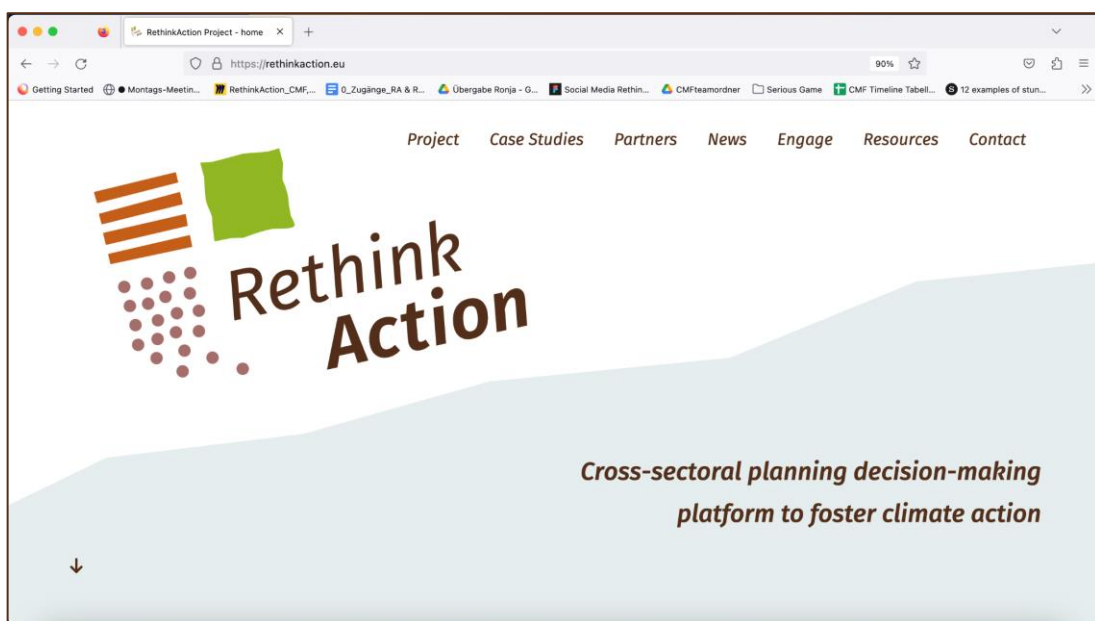 RethinkAction Project - home
https://rethinkaction.eu
90%
Getting Started
● Montags-Meetin...
RethinkAction_CMF,...
0_Zugänge_RA & R...
Übergabe Ronja - G...
Social Media Rethin...
CMFteamordner
Serious Game
CMF Timeline Tabell...
12 examples of stun...
Project Case Studies Partners News Engage Resources Contact
Rethink
Action
Cross-sectoral planning decision-making
platform to foster climate action